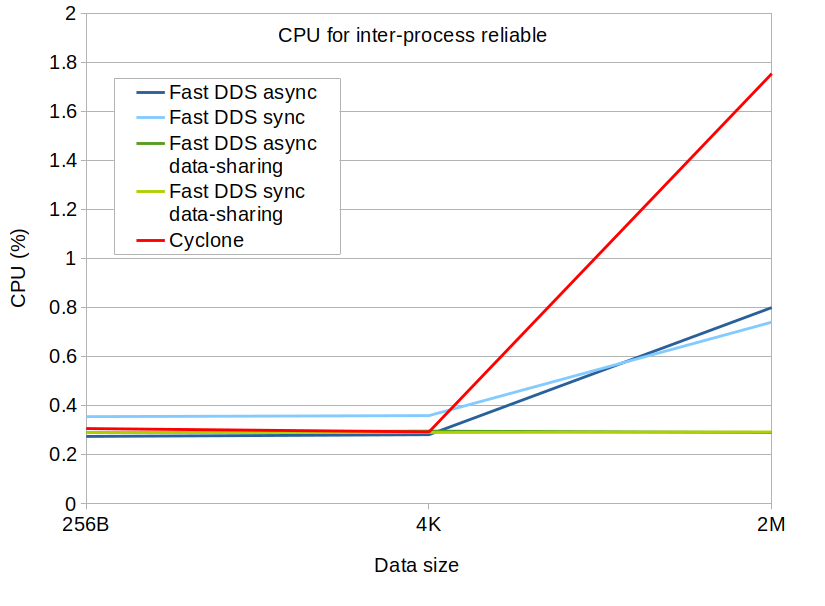 CPU for inter-process reliable
2
1.8
1.6
1.4
1.2
1
0.8
0.6
0.4
0.2
0
CPU (%)
Fast DDS async
Fast DDS sync
Fast DDS async
data-sharing
Fast DDS sync
data-sharing
Cyclone
256B
4K
2M
Data size